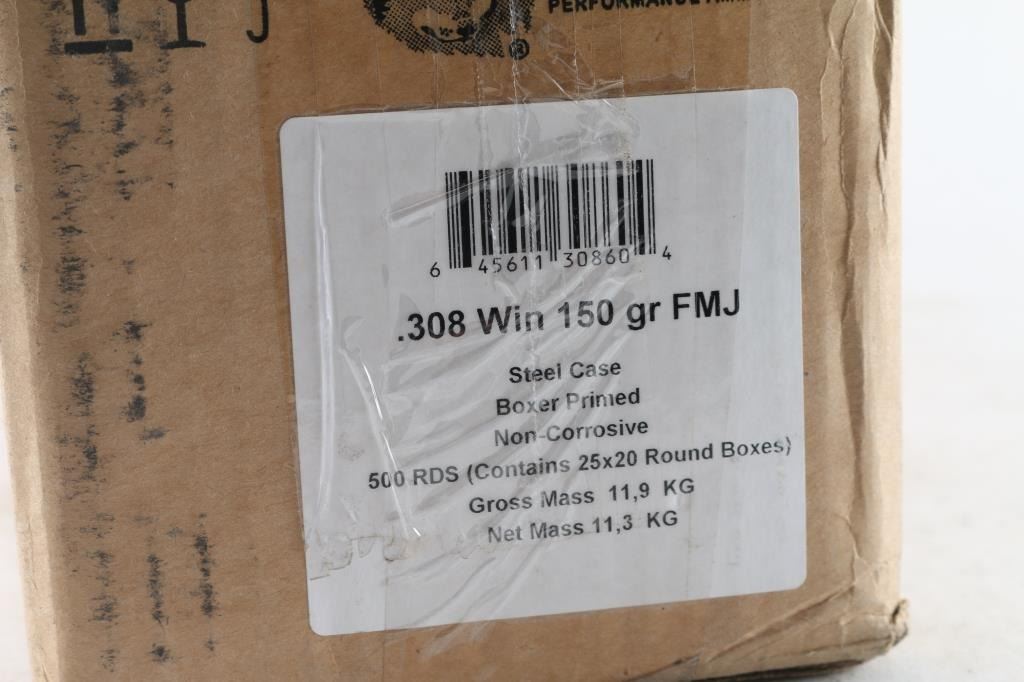 PERFORMANCE
®
6 45611 30860 4
.308 Win 150 gr FMJ
Steel Case
Boxer Primed
Non-Corrosive
500 RDS (Contains 25x20 Round Boxes)
Gross Mass 11,9 KG
Net Mass 11,3 KG